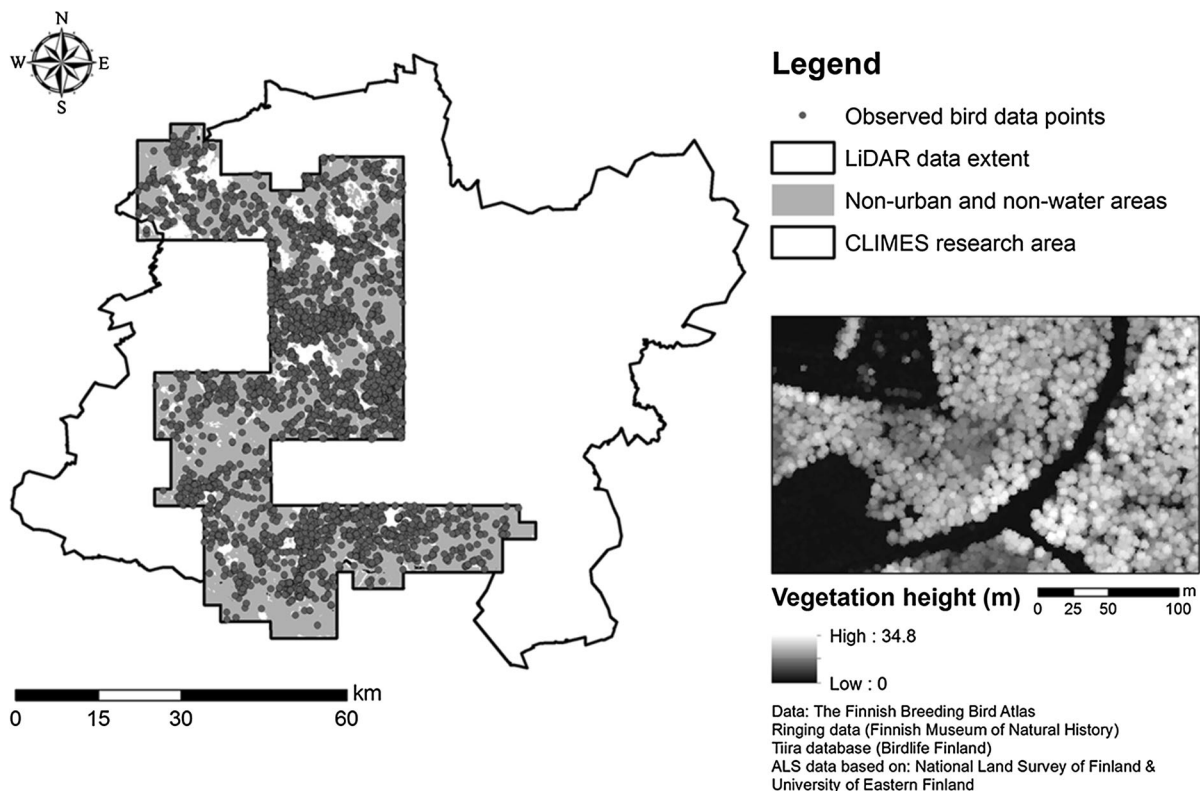 N
W E
S
Legend
Observed bird data points
LiDAR data extent
Non-urban and non-water areas
CLIMES research area
Vegetation height (m)
m
0 25 50 100
High : 34.8
Low : 0
km
0 15 30 60
Data: The Finnish Breeding Bird Atlas
Ringing data (Finnish Museum of Natural History)
Tiira database (Birdlife Finland)
ALS data based on: National Land Survey of Finland &
University of Eastern Finland